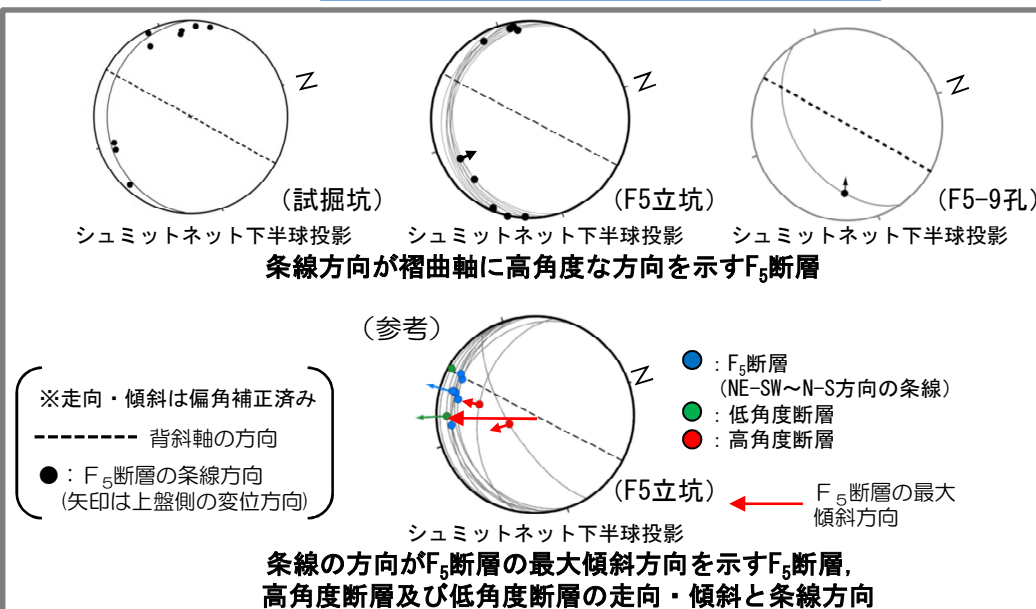 N
N
N
(試掘坑)
(F5立坑)
(F5-9孔)
シュミットネット下半球投影
シュミットネット下半球投影
シュミットネット下半球投影
条線方向が褶曲軸に高角度な方向を示すF₅断層
(参考)
N
※走向・傾斜は偏角補正済み
背斜軸の方向
●：Ｆ₅断層の条線方向
(矢印は上盤側の変位方向)
：F₅断層
(NE-SW～N-S方向の条線)
：低角度断層
：高角度断層
(F5立坑)
Ｆ₅断層の最大
傾斜方向
シュミットネット下半球投影
条線の方向がF₅断層の最大傾斜方向を示すF₅断層，
高角度断層及び低角度断層の走向・傾斜と条線方向